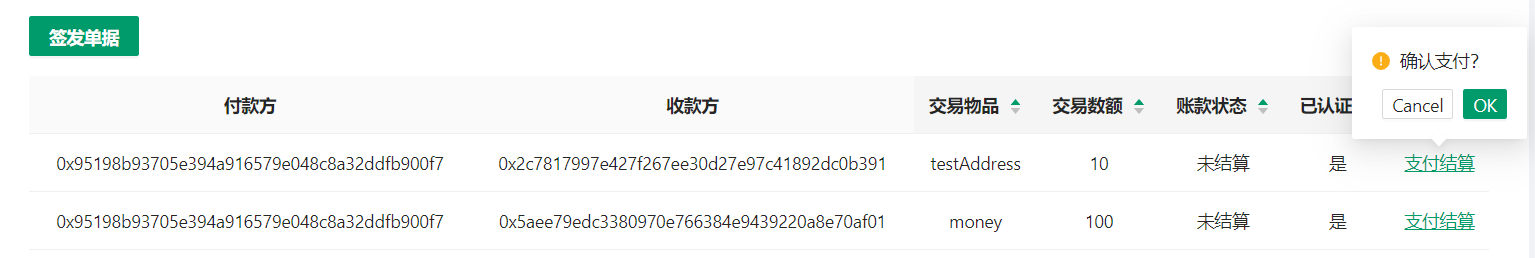 签发单据
确认支付?
Cancel OK
付款方 收款方 交易物品 交易数额 账款状态 已认证
0x95198b93705e394a916579e048c8a32ddfb900f7 0x2c7817997e427f267ee30d27e97c41892dc0b391 testAddress 10 未结算 是 支付结算
0x95198b93705e394a916579e048c8a32ddfb900f7 0x5aee79edc3380970e766384e9439220a8e70af01 money 100 未结算 是 支付结算